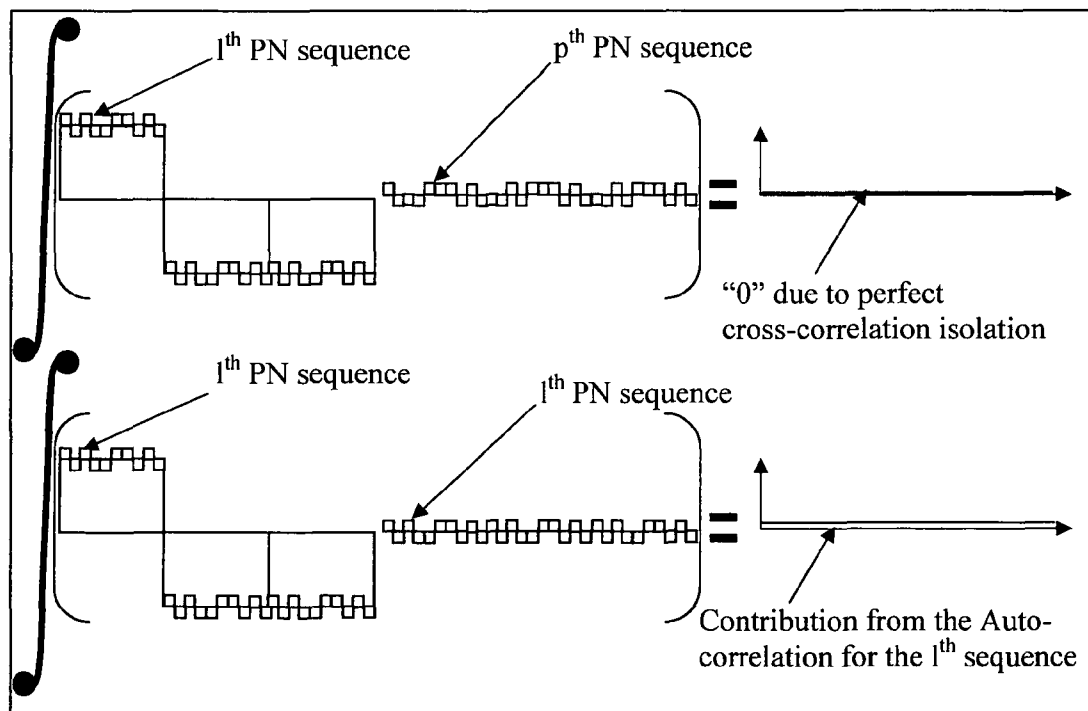 lᵗʰ PN sequence
pᵗʰ PN sequence
“0” due to perfect
cross-correlation isolation
lᵗʰ PN sequence
lᵗʰ PN sequence
Contribution from the Auto-
correlation for the lᵗʰ sequence